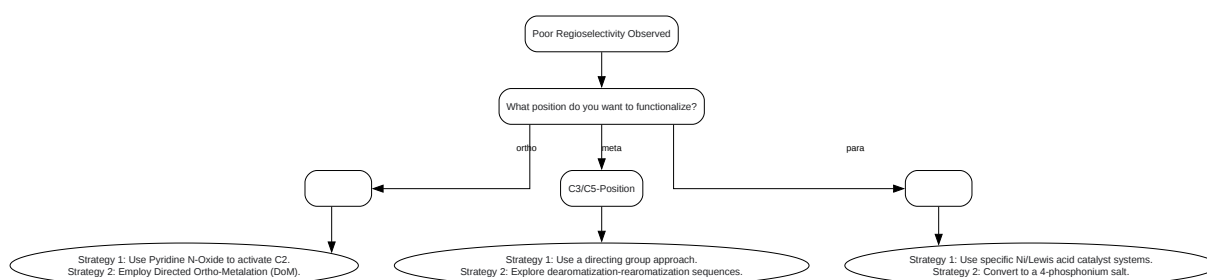 Poor Regioselectivity Observed
What position do you want to functionalize?
ortho
meta
para
C3/C5-Position
Strategy 1: Use Pyridine N-Oxide to activate C2.
Strategy 2: Employ Directed Ortho-Metalation (DoM).
Strategy 1: Use a directing group approach.
Strategy 2: Explore dearomatization-rearomatization sequences.
Strategy 1: Use specific Ni/Lewis acid catalyst systems.
Strategy 2: Convert to a 4-phosphonium salt.